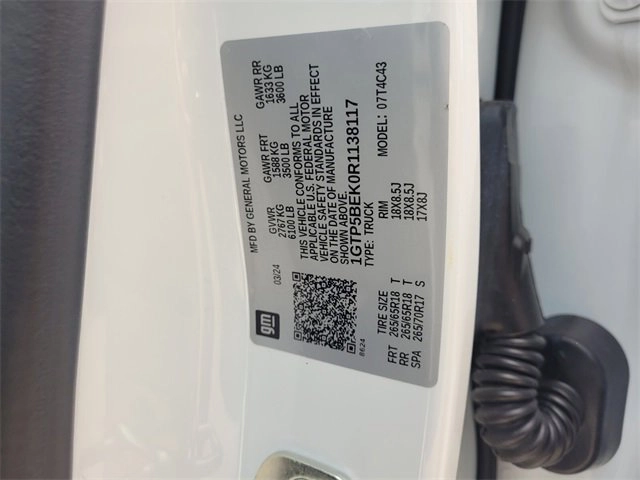 gm
MFD BY GENERAL MOTORS LLC
03/24
GVWR
2767 KG
6100 LB
GAWR FRT
1588 KG
3500 LB
GAWR RR
1633 KG
3600 LB
THIS VEHICLE CONFORMS TO ALL
APPLICABLE U.S. FEDERAL MOTOR
VEHICLE SAFETY STANDARDS IN EFFECT
ON THE DATE OF MANUFACTURE
SHOWN ABOVE.
1GTP5BEK0R1138117
TYPE: TRUCK
MODEL: 07T4C43
8624
TIRE SIZE RIM
FRT 265/65R18 T 18X8.5J
RR 265/65R18 T 18X8.5J
SPA 265/70R17 S 17X8J